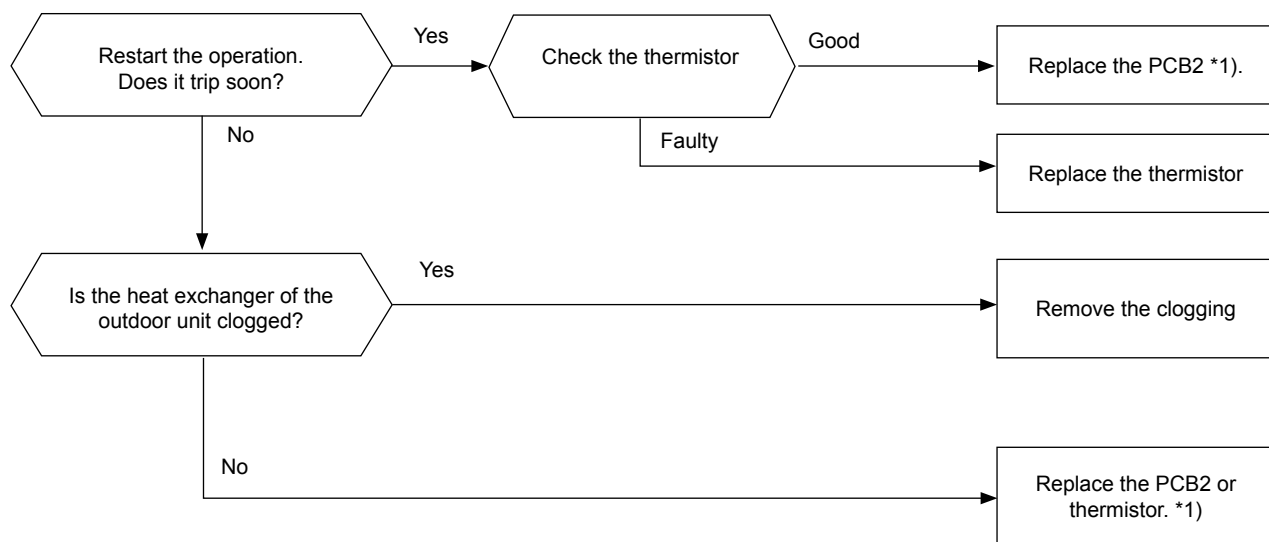 Restart the operation.
Does it trip soon?
Yes
Check the thermistor
Good
Replace the PCB2 *1).
No
Faulty
Replace the thermistor
Is the heat exchanger of the
outdoor unit clogged?
Yes
Remove the clogging
No
Replace the PCB2 or
thermistor. *1)